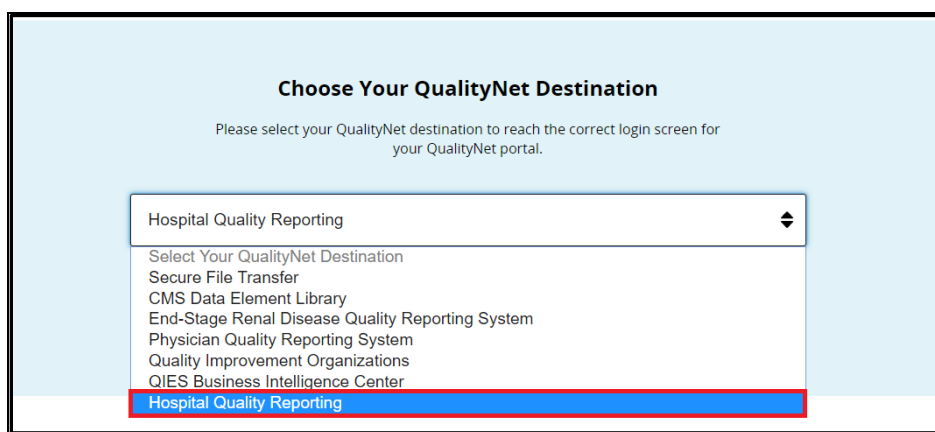 Choose Your QualityNet Destination
Please select your QualityNet destination to reach the correct login screen for
your QualityNet portal.
Hospital Quality Reporting
Select Your QualityNet Destination
Secure File Transfer
CMS Data Element Library
End-Stage Renal Disease Quality Reporting System
Physician Quality Reporting System
Quality Improvement Organizations
QIES Business Intelligence Center
Hospital Quality Reporting